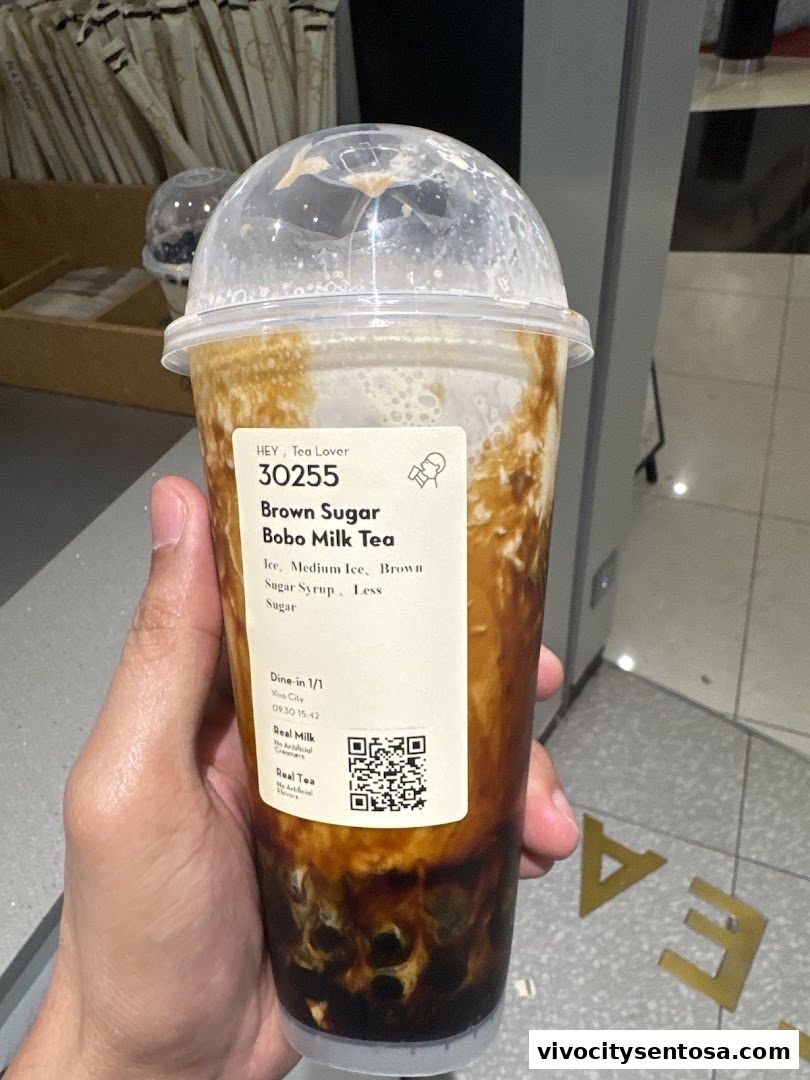 HEY , Tea Lover
30255
Brown Sugar
Bobo Milk Tea
Ice、Medium Ice、 Brown
Sugar Syrup 、 Less
Sugar
Dine-in 1/1
Vivo City
09.30 15:42
Real Milk
No Artificial
Creamers
Real Tea
No Artificial
Flavors
EA
vivocitysentosa.com